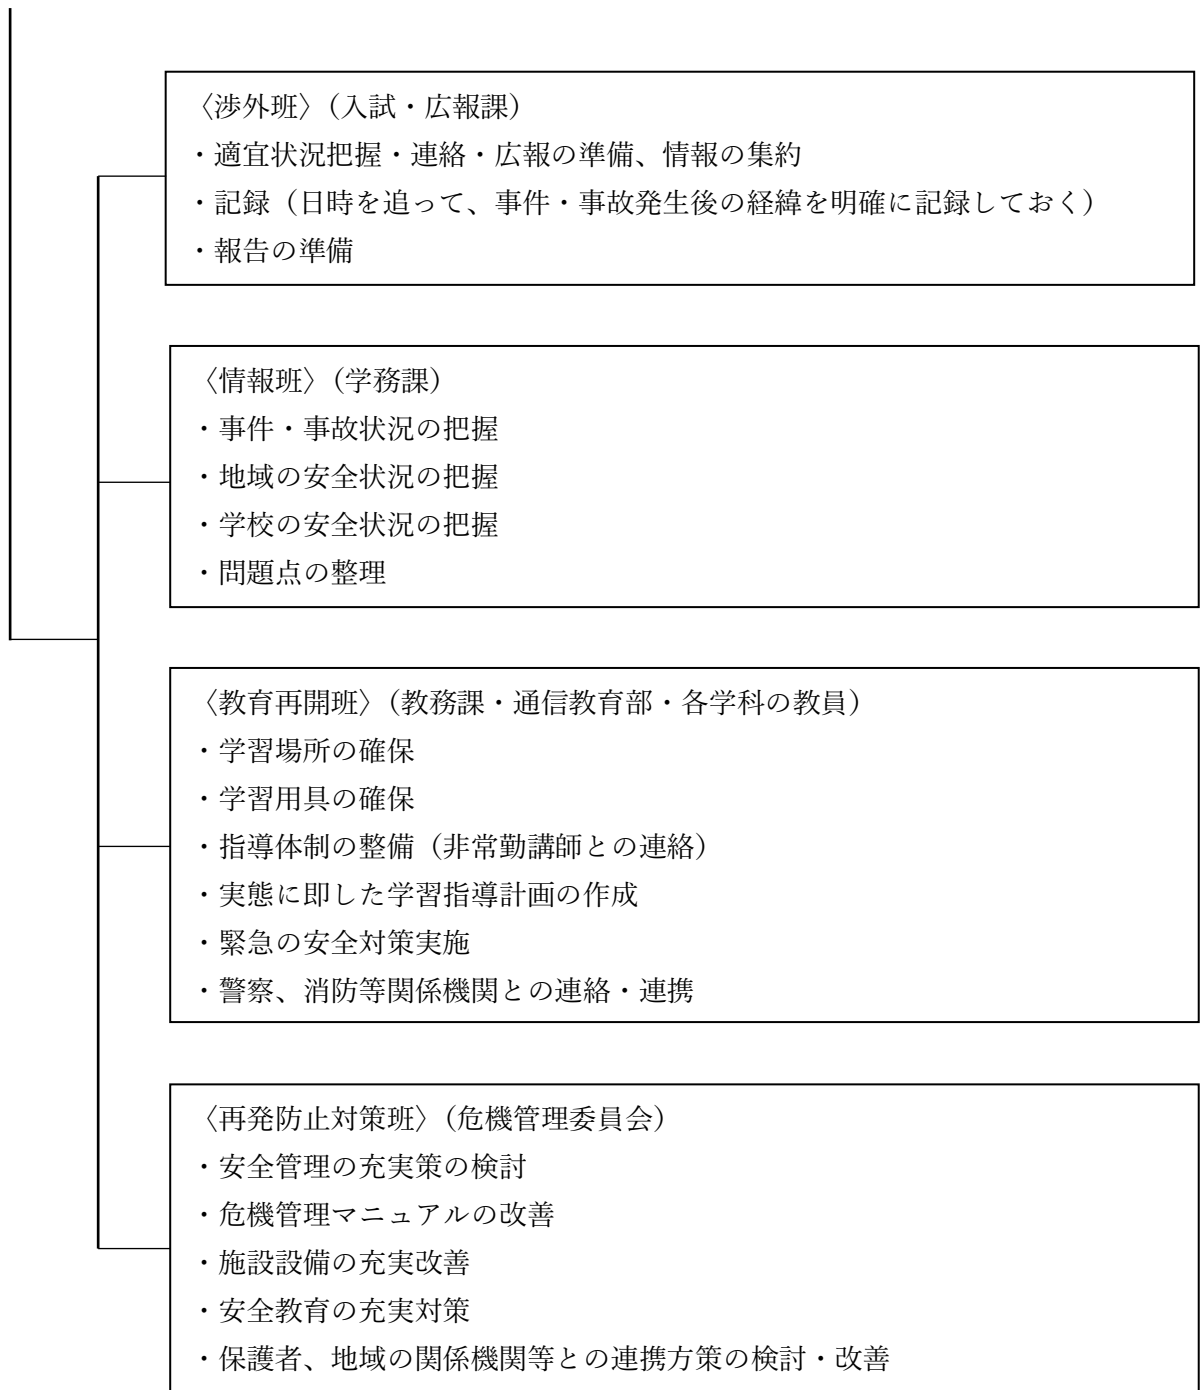 〈渉外班〉（入試・広報課）
・適宜状況把握・連絡・広報の準備、情報の集約
・記録（日時を追って、事件・事故発生後の経緯を明確に記録しておく）
・報告の準備
〈情報班〉（学務課）
・事件・事故状況の把握
・地域の安全状況の把握
・学校の安全状況の把握
・問題点の整理
〈教育再開班〉（教務課・通信教育部・各学科の教員）
・学習場所の確保
・学習用具の確保
・指導体制の整備（非常勤講師との連絡）
・実態に即した学習指導計画の作成
・緊急の安全対策実施
・警察、消防等関係機関との連絡・連携
〈再発防止対策班〉（危機管理委員会）
・安全管理の充実策の検討
・危機管理マニュアルの改善
・施設設備の充実改善
・安全教育の充実対策
・保護者、地域の関係機関等との連携方策の検討・改善